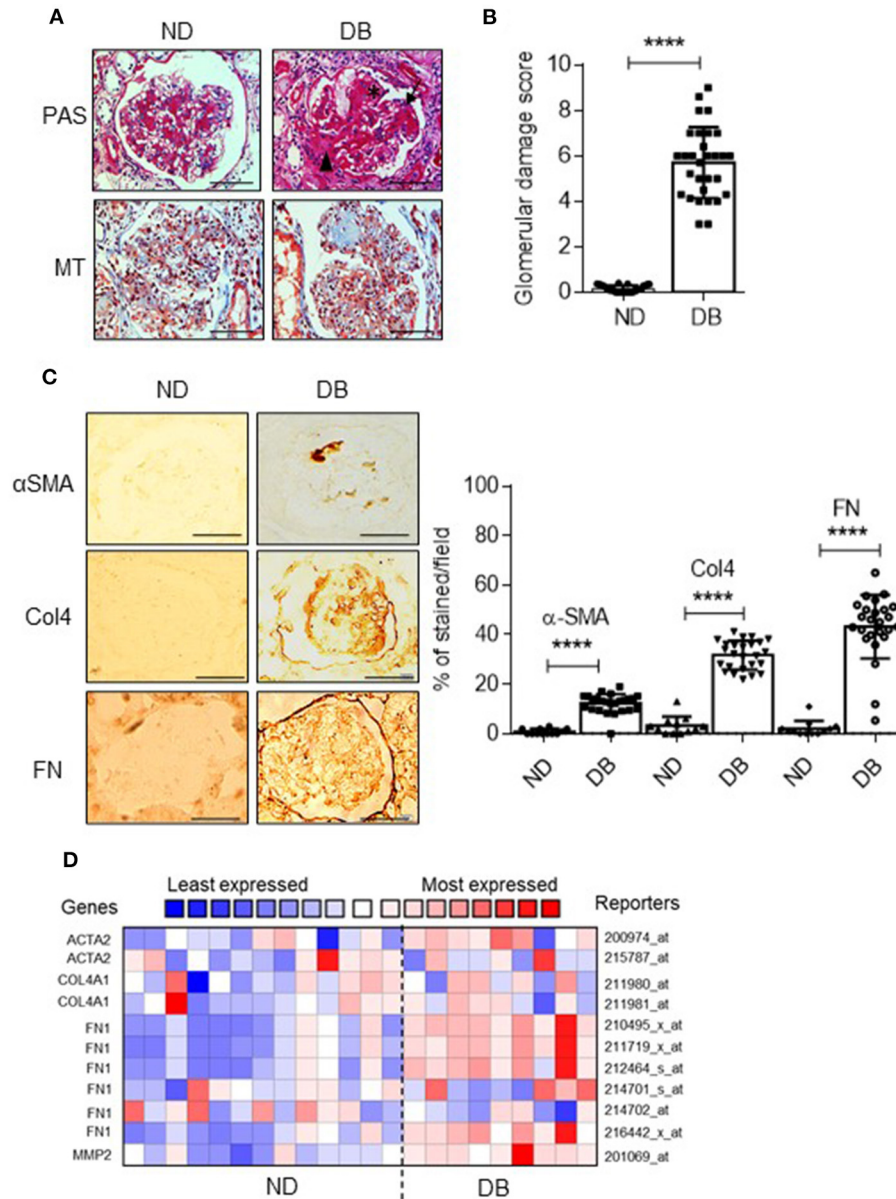 A
ND DB
PAS
*
MT
B
****
Glomerular damage score
10
8
6
4
2
0
ND DB
C
ND DB
αSMA
Col4
FN
% of stained/field
100
80
60
40
20
0
α-SMA
****
Col4
****
FN
****
ND DB ND DB ND DB
D
Least expressed Most expressed
Genes Reporters
ACTA2 200974_at
ACTA2 215787_at
COL4A1 211980_at
COL4A1 211981_at
FN1 210495_x_at
FN1 211719_x_at
FN1 212464_s_at
FN1 214701_s_at
FN1 214702_at
FN1 216442_x_at
MMP2 201069_at
ND DB